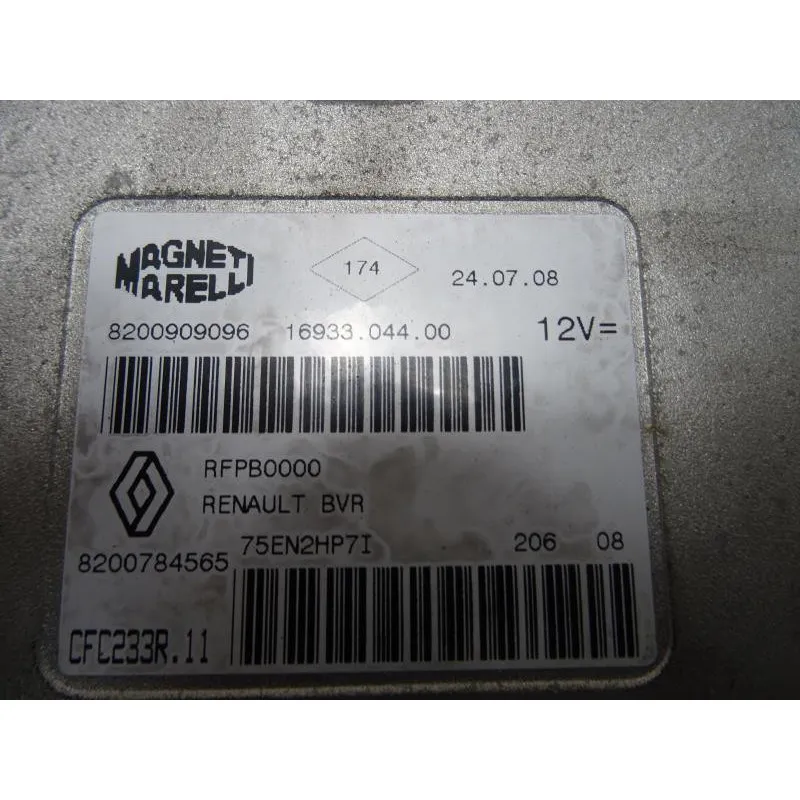 MAGNETI
MARELLI
174
24.07.08
8200909096 16933.044.00 12V=
RFPB0000
RENAULT BVR
75EN2HP7I 206 08
8200784565
CFC233R.11